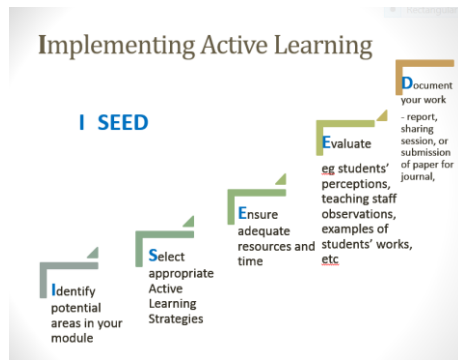 Implementing Active Learning
I SEED
Identify
potential
areas in your
module
Select
appropriate
Active
Learning
Strategies
Ensure
adequate
resources and
time
Evaluate
eg students'
perceptions,
teaching staff
observations,
examples of
students' works,
etc
Document
your work
- report,
sharing
session, or
submission
of paper for
journal,